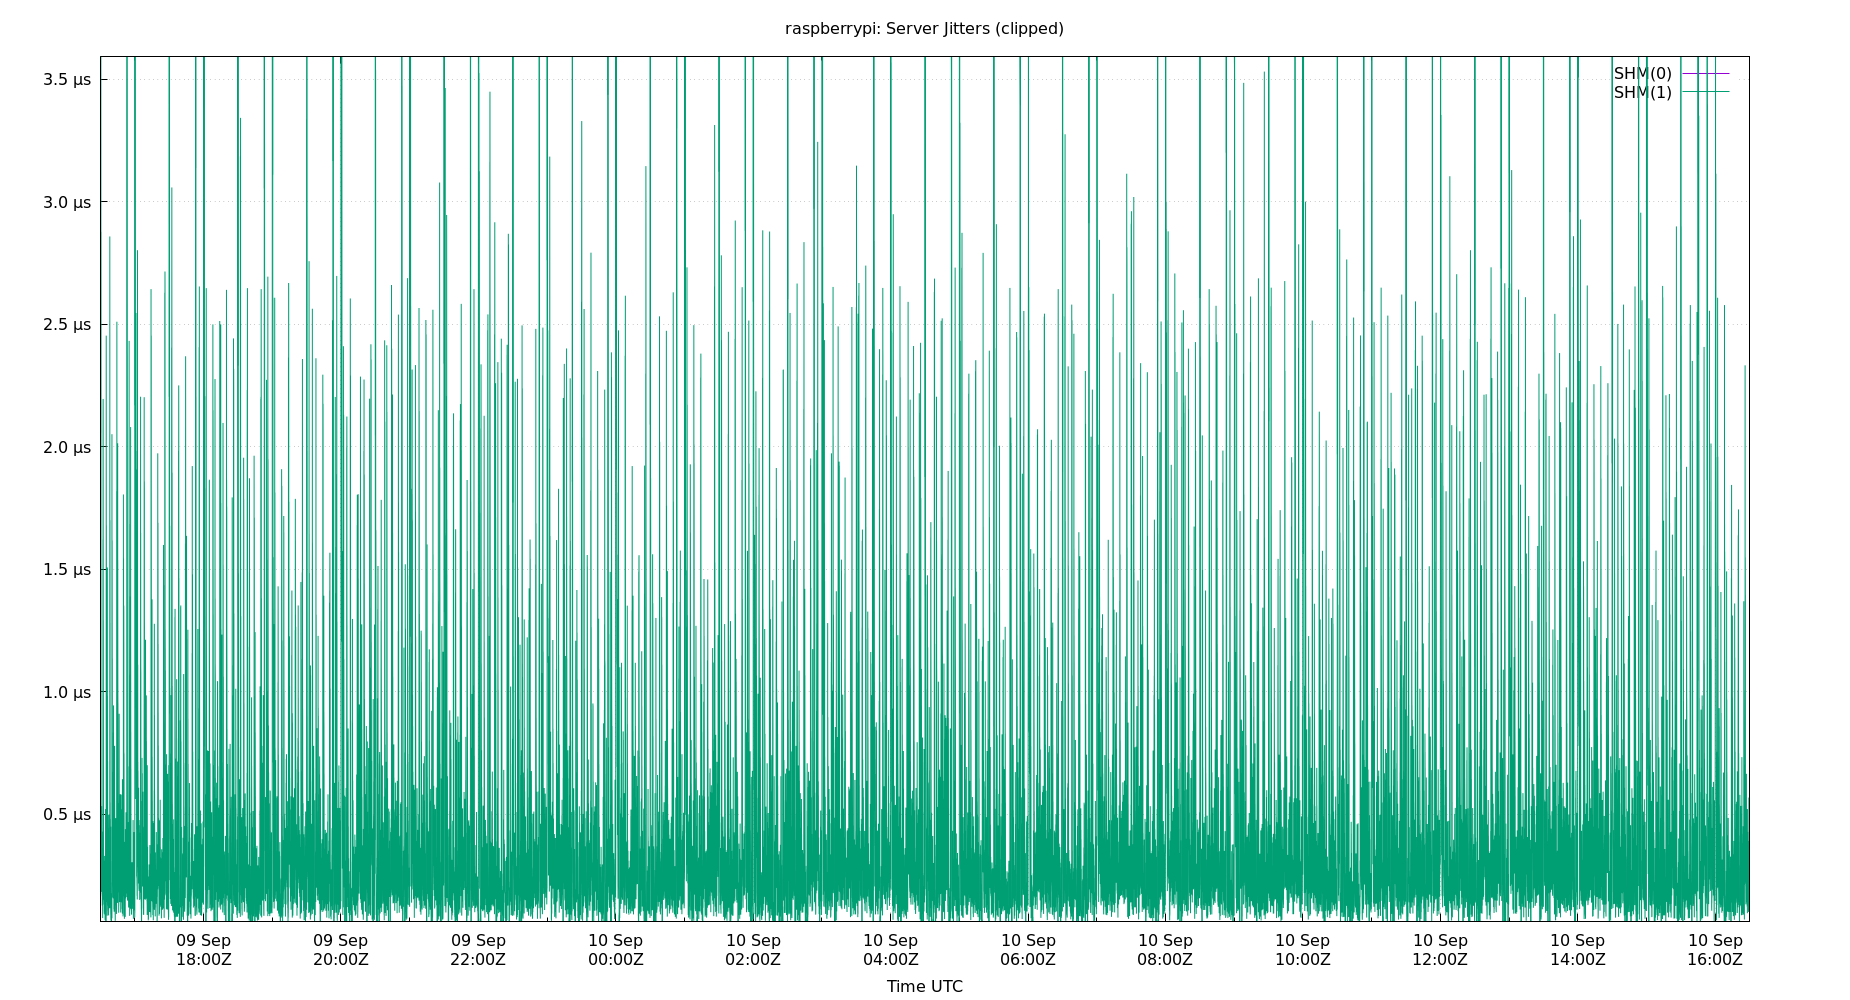 raspberrypi: Server Jitters (clipped)
SHM(0)
SHM(1)
3.5 μs
3.0 μs
2.5 μs
2.0 μs
1.5 μs
1.0 μs
0.5 μs
09 Sep 09 Sep 09 Sep 10 Sep 10 Sep 10 Sep 10 Sep 10 Sep 10 Sep 10 Sep 10 Sep 10 Sep
18:00Z 20:00Z 22:00Z 00:00Z 02:00Z 04:00Z 06:00Z 08:00Z 10:00Z 12:00Z 14:00Z 16:00Z
Time UTC